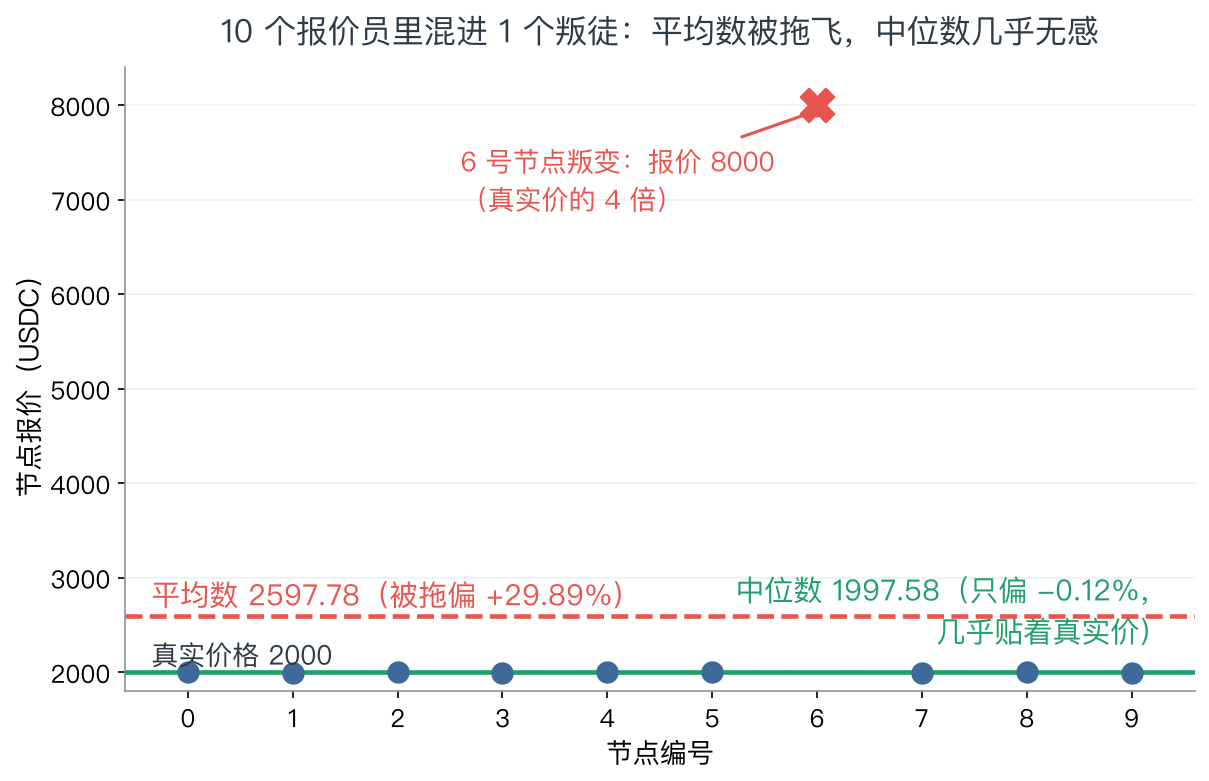 10 个报价员里混进 1 个叛徒：平均数被拖飞，中位数几乎无感
节点报价（USDC）
8000
7000
6000
5000
4000
3000
2000
6 号节点叛变：报价 8000
（真实价的 4 倍）
平均数 2597.78（被拖偏 +29.89%）
中位数 1997.58（只偏 −0.12%，
几乎贴着真实价）
真实价格 2000
0
1
2
3
4
5
6
7
8
9
节点编号